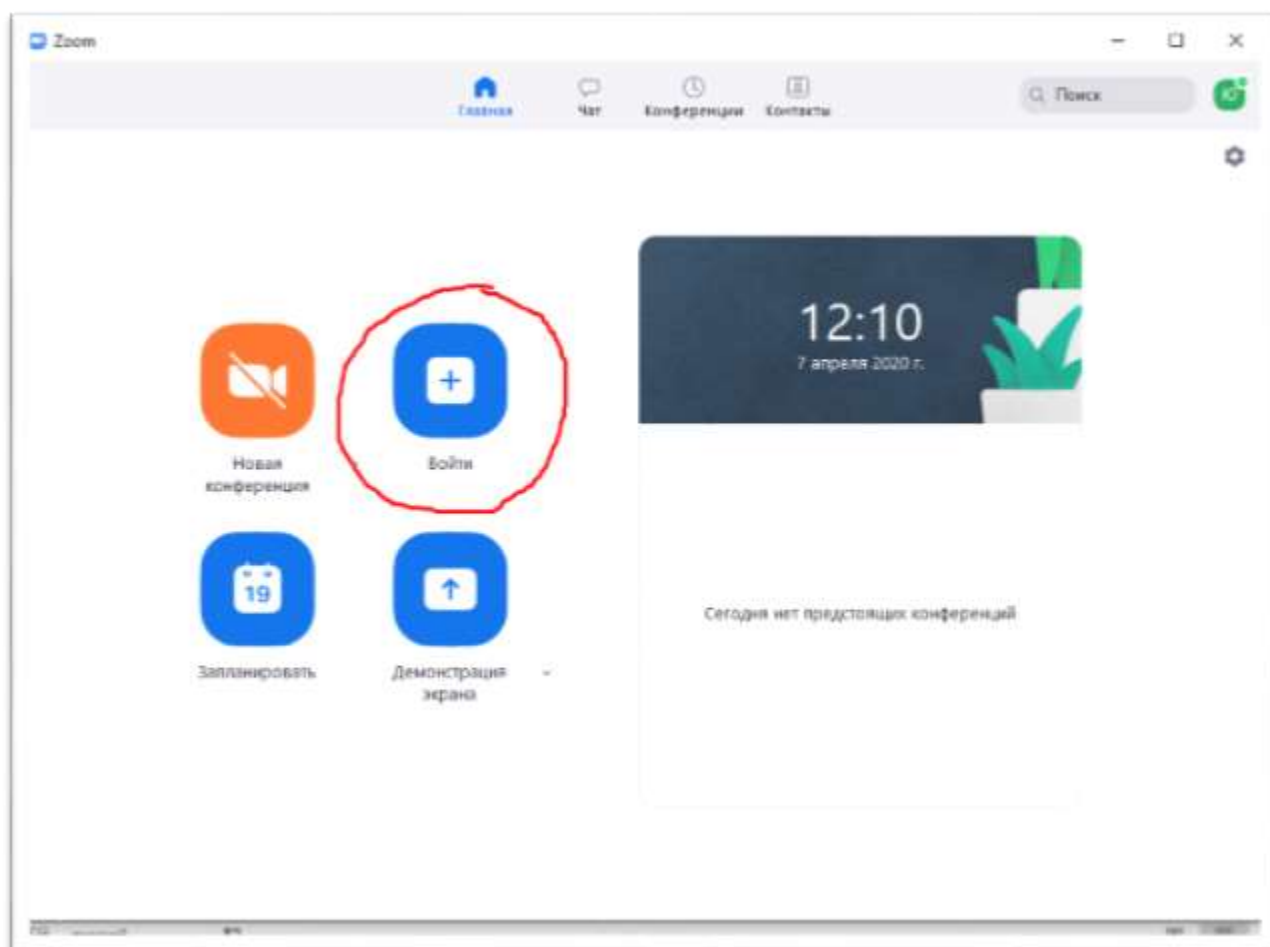 Zoom
Главная
Чат
Конференции
Контакты
Поиск
Ю
12:10
7 апреля 2020 г.
Новая
конференция
Войти
19
Запланировать
Демонстрация
экрана
Сегодня нет предстоящих конференций